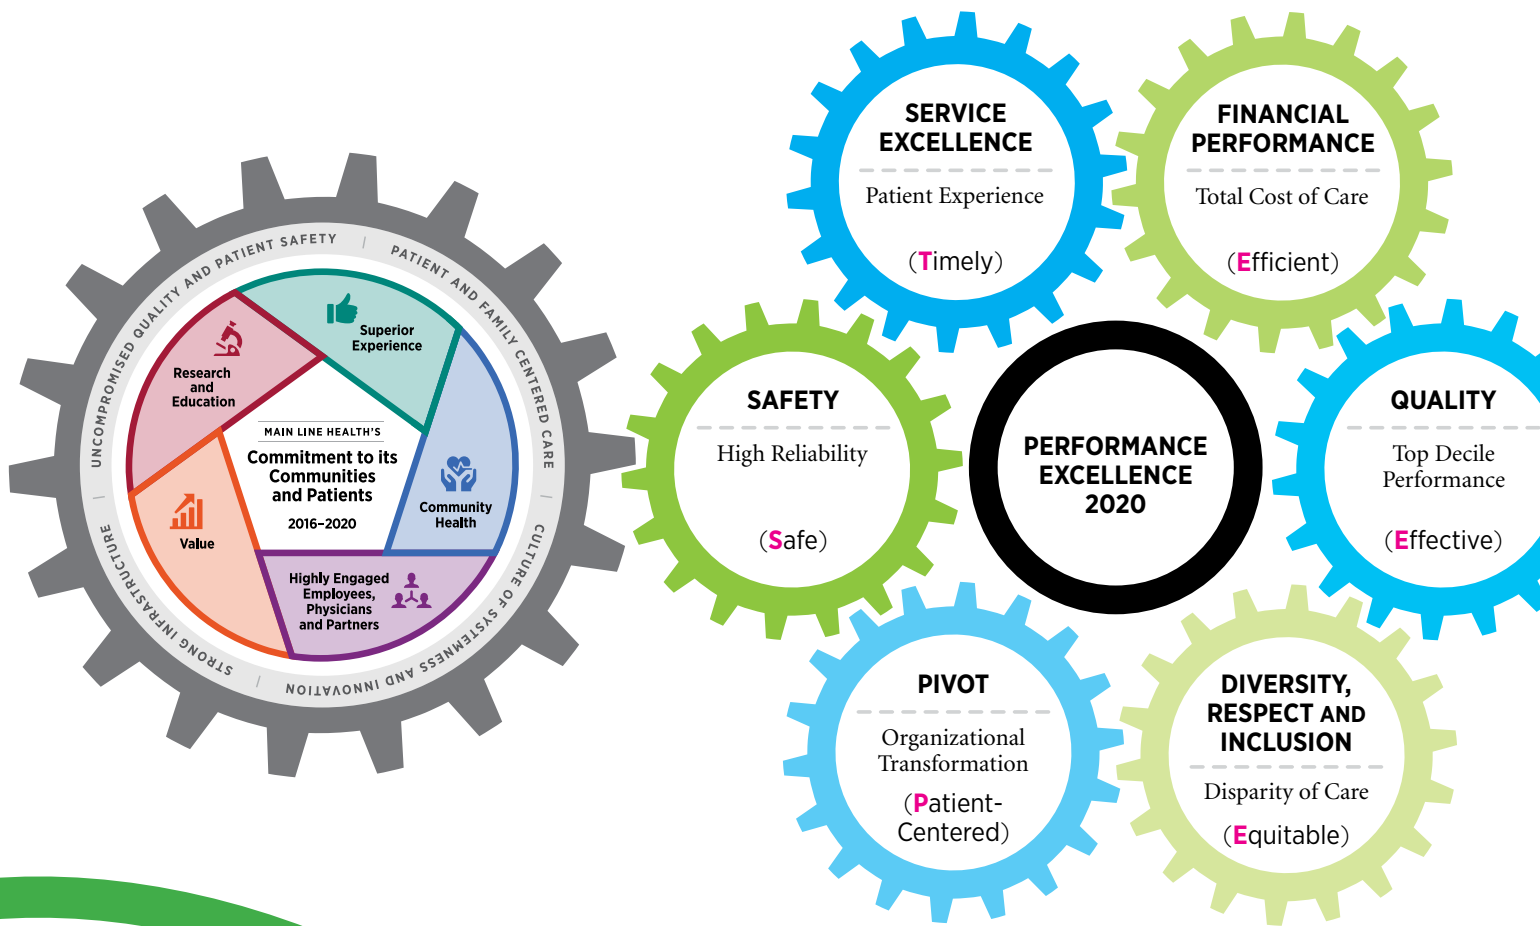 UNCOMPROMISED QUALITY AND PATIENT SAFETY | PATIENT AND FAMILY CENTERED CARE | CULTURE OF SYSTEMNESS AND INNOVATION | STRONG INFRASTRUCTURE |
Superior
Experience
Research
and
Education
MAIN LINE HEALTH'S
Commitment to its
Communities
and Patients
2016–2020
Community
Health
Value
Highly Engaged
Employees,
Physicians
and Partners
SERVICE
EXCELLENCE
Patient Experience
(Timely)
FINANCIAL
PERFORMANCE
Total Cost of Care
(Efficient)
SAFETY
High Reliability
(Safe)
PERFORMANCE
EXCELLENCE
2020
QUALITY
Top Decile
Performance
(Effective)
PIVOT
Organizational
Transformation
(Patient-
Centered)
DIVERSITY,
RESPECT AND
INCLUSION
Disparity of Care
(Equitable)